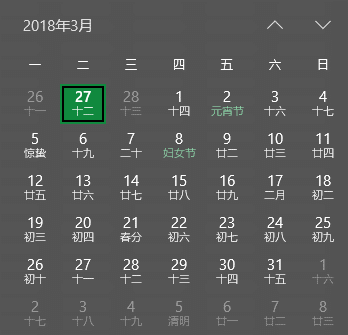 2018年3月
一 二 三 四 五 六 日
26 27 28 1 2 3 4
十一 十二 十三 十四 元宵节 十六 十七
5 6 7 8 9 10 11
惊蛰 十九 二十 妇女节 廿二 廿三 廿四
12 13 14 15 16 17 18
廿五 廿六 廿七 廿八 廿九 二月 初二
19 20 21 22 23 24 25
初三 初四 春分 初六 初七 初八 初九
26 27 28 29 30 31 1
初十 十一 十二 十三 十四 十五 十六
2 3 4 5 6 7 8
十七 十八 十九 清明 廿一 廿二 廿三